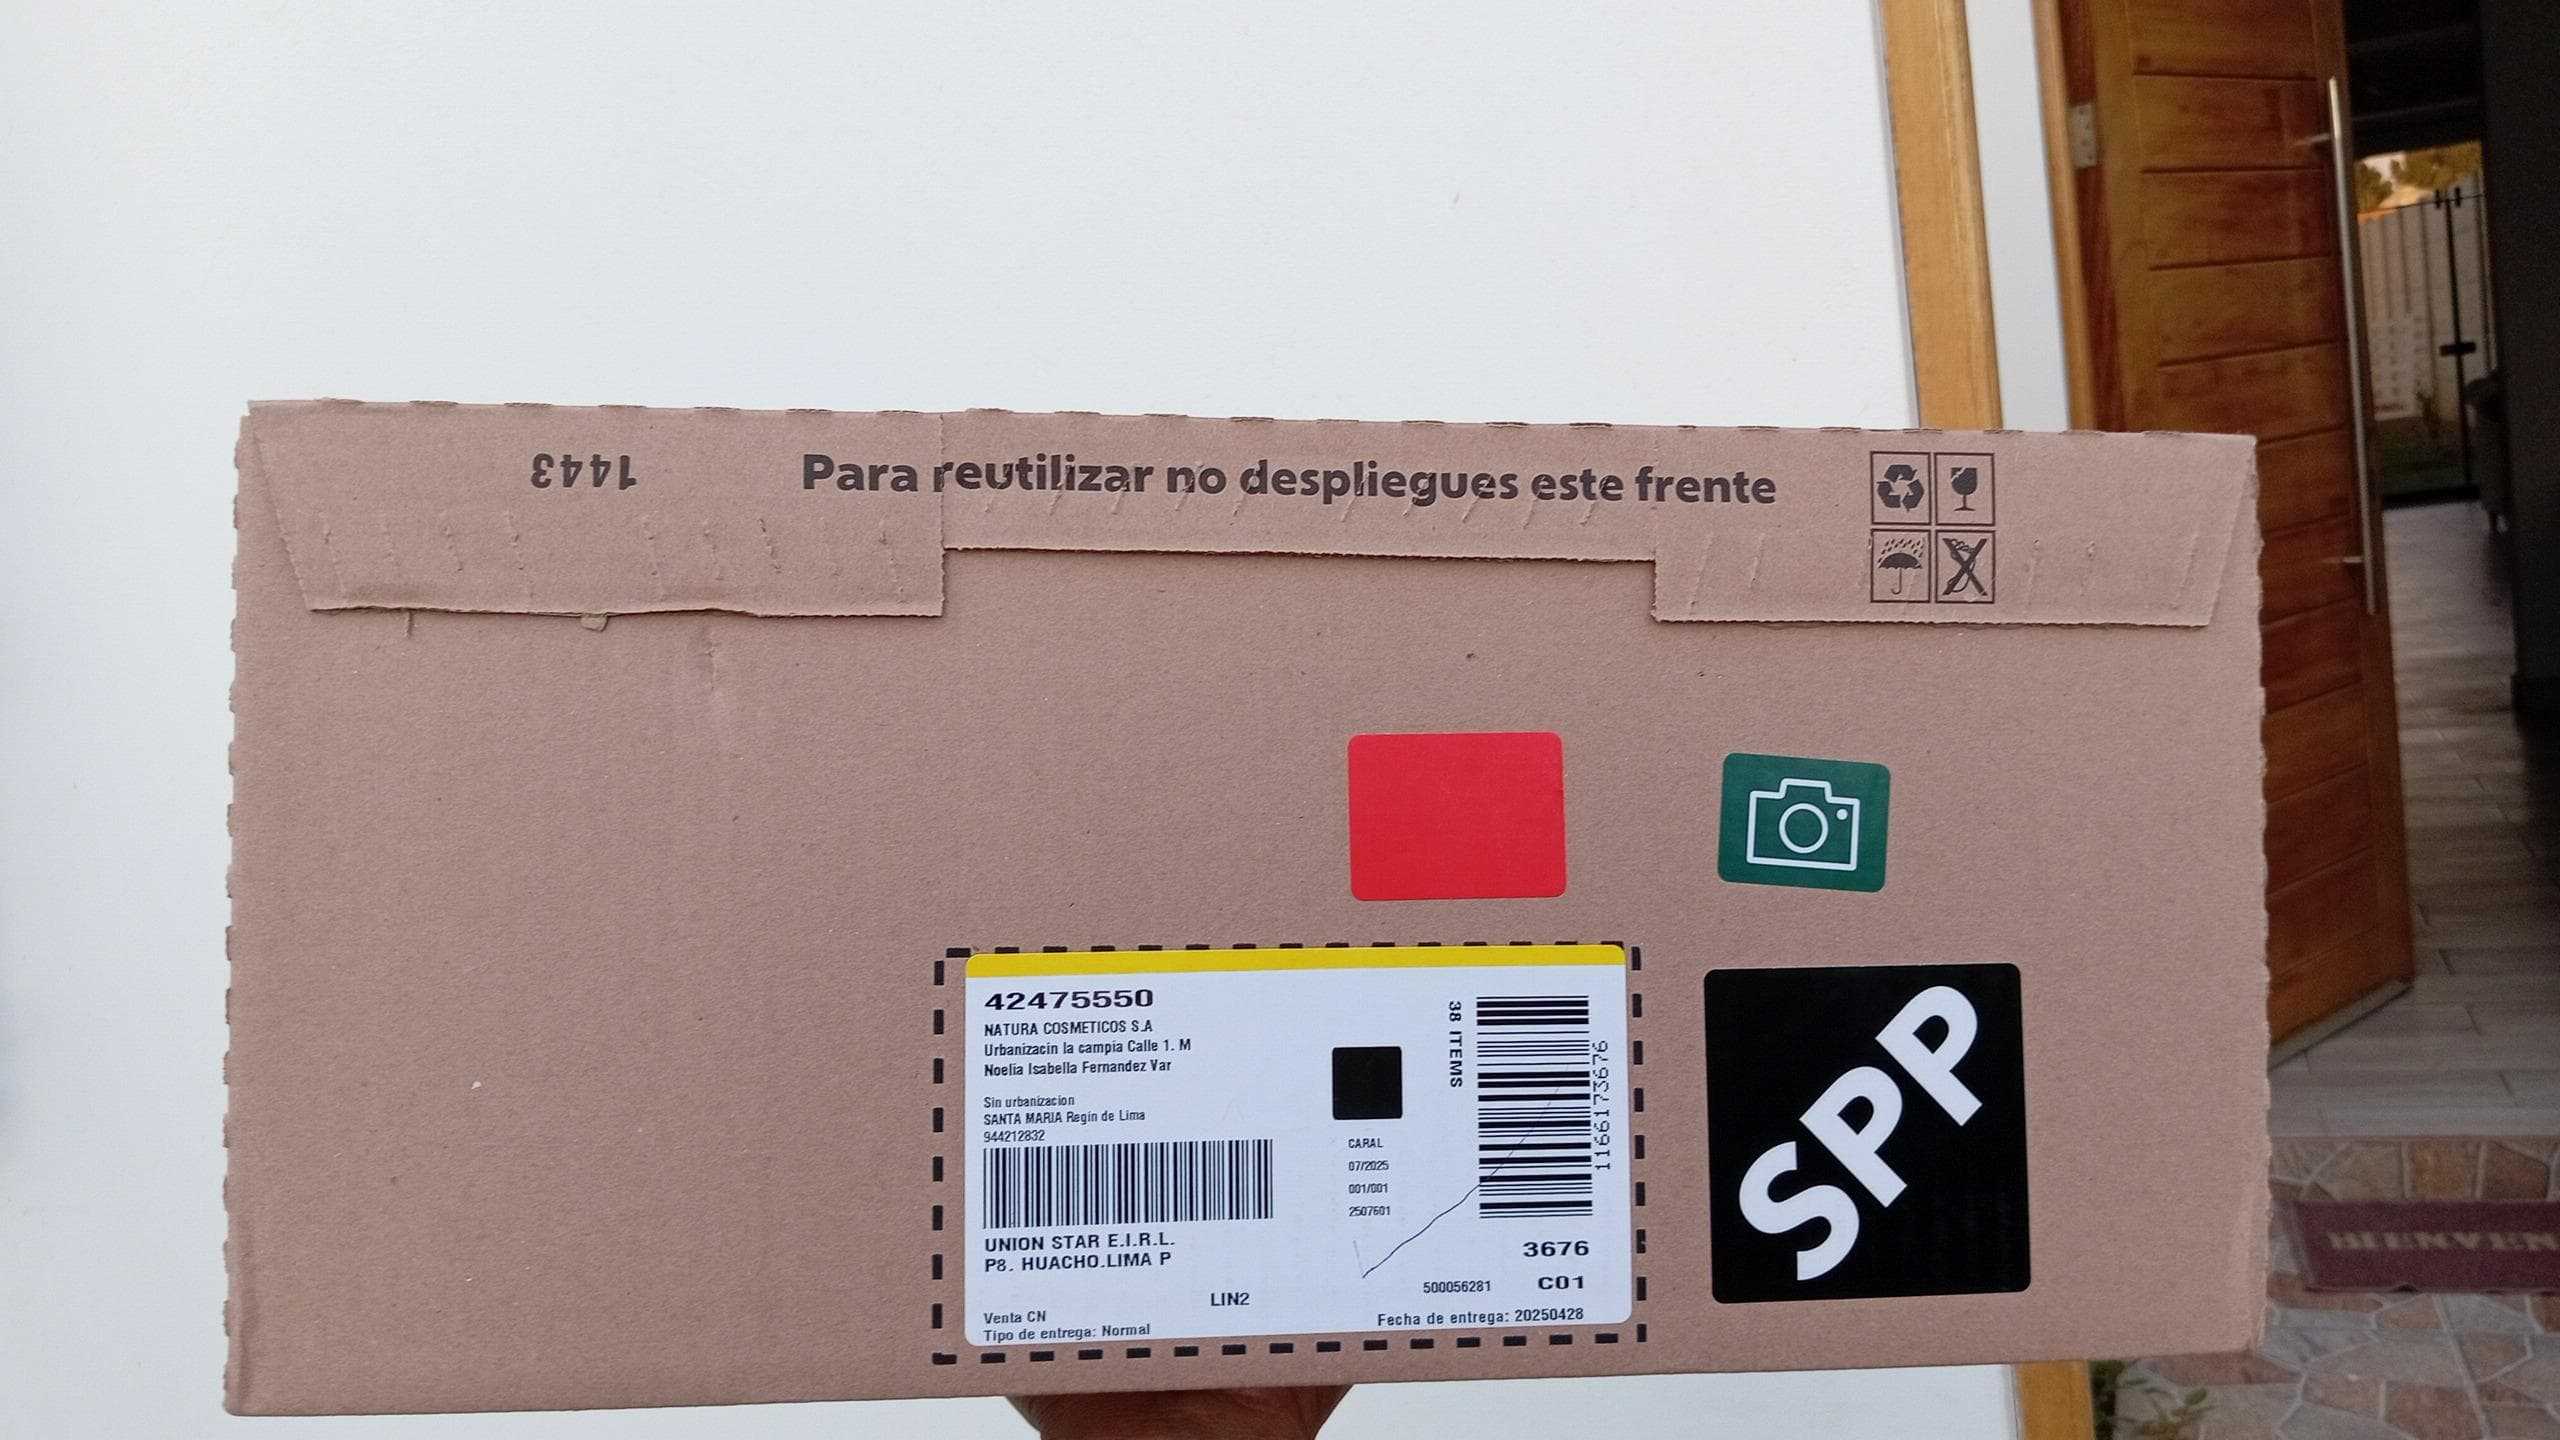 1443
Para reutilizar no despliegues este frente
42475550
NATURA COSMETICOS S.A
Urbanizacin la campia Calle 1. M
Noelia Isabella Fernandez Var
Sin urbanizacion
SANTA MARIA Regin de Lima
944212832
UNION STAR E.I.R.L.
P8. HUACHO.LIMA P
LIN2
Venta CN
Tipo de entrega: Normal
CARAL
07/2025
001/001
2507601
38 ITEMS
1166173676
3676
500056281 C01
Fecha de entrega: 20250428
SPP